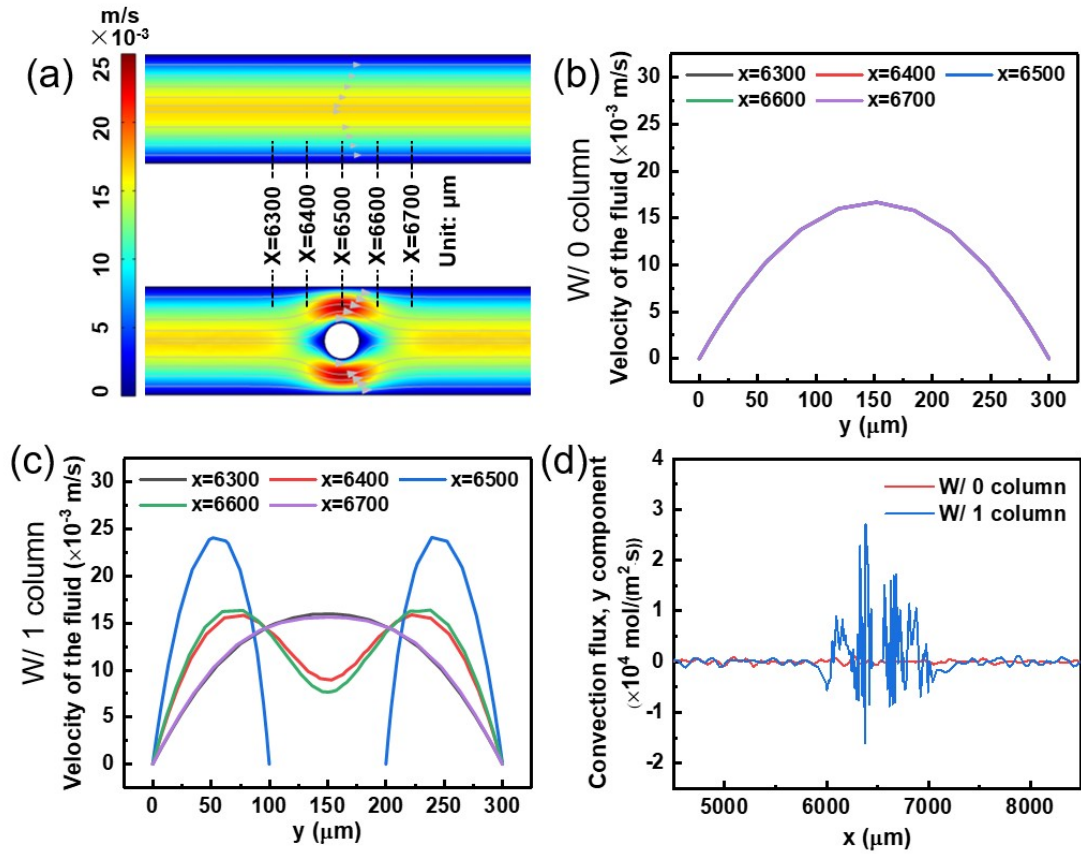 (a)
m/s
×10⁻³
25
20
15
10
5
0
X=6300
X=6400
X=6500
X=6600
X=6700
Unit: μm
(b)
W/ 0 column
Velocity of the fluid (×10⁻³ m/s)
30
25
20
15
10
5
0
x=6300 x=6400 x=6500
x=6600 x=6700
0 50 100 150 200 250 300
y (μm)
(c)
W/ 1 column
Velocity of the fluid (×10⁻³ m/s)
30
25
20
15
10
5
0
x=6300 x=6400 x=6500
x=6600 x=6700
0 50 100 150 200 250 300
y (μm)
(d)
Convection flux, y component
(×10⁴ mol/(m²·s))
4
3
2
1
0
-1
-2
W/ 0 column
W/ 1 column
5000 6000 7000 8000
x (μm)